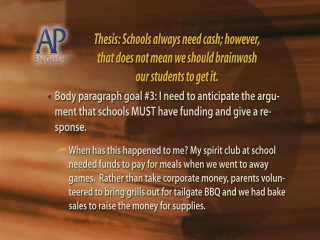 AP
ENGLISH
Thesis: Schools always need cash; however,
that does not mean we should brainwash
our students to get it.
• Body paragraph goal #3: I need to anticipate the argu-
ment that schools MUST have funding and give a re-
sponse.
– When has this happened to me? My spirit club at school
needed funds to pay for meals when we went to away
games. Rather than take corporate money, parents volun-
teered to bring grills out for tailgate BBQ and we had bake
sales to raise the money for supplies.